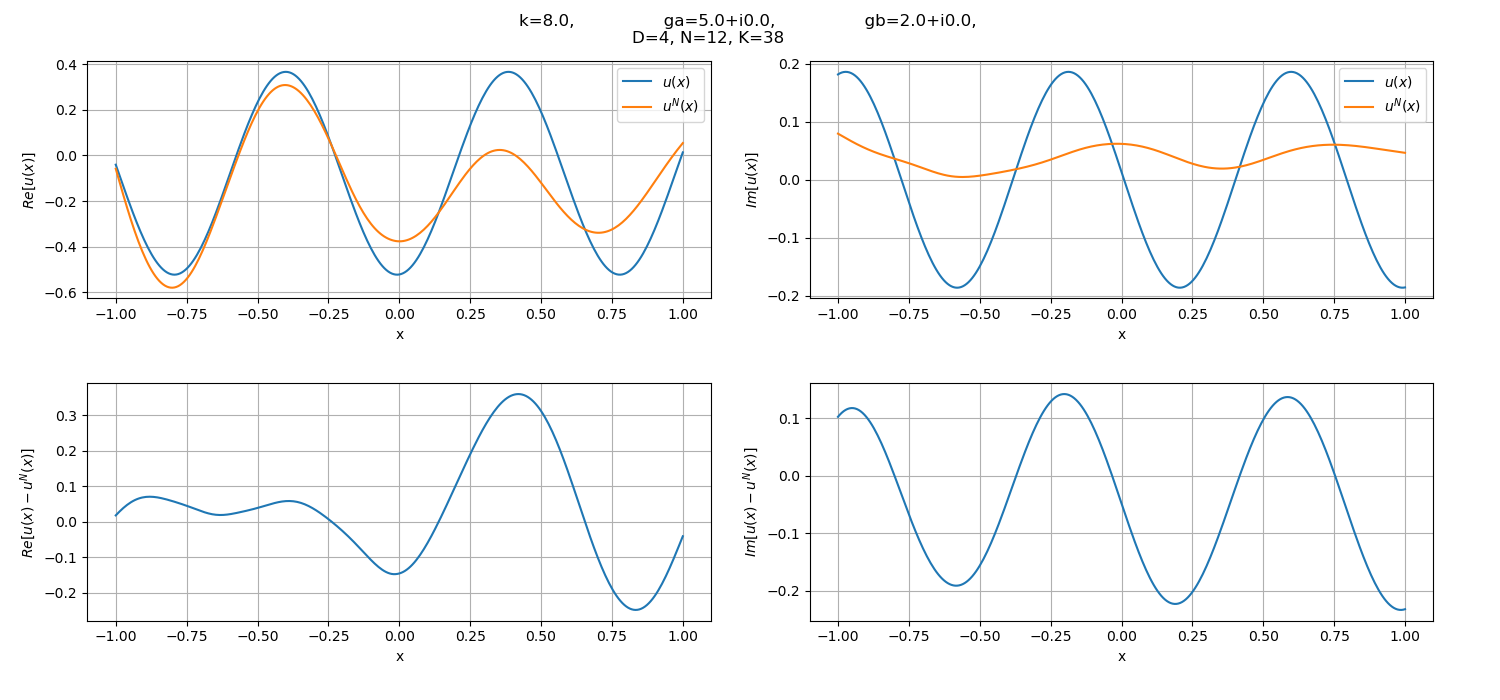 k=8.0, ga=5.0+i0.0, gb=2.0+i0.0,
D=4, N=12, K=38
0.4
0.2
0.0
−0.2
−0.4
−0.6
Re[u(x)]
u(x)
u^N(x)
−1.00 −0.75 −0.50 −0.25 0.00 0.25 0.50 0.75 1.00
x
0.2
0.1
0.0
−0.1
−0.2
Im[u(x)]
u(x)
u^N(x)
−1.00 −0.75 −0.50 −0.25 0.00 0.25 0.50 0.75 1.00
x
0.3
0.2
0.1
0.0
−0.1
−0.2
Re[u(x) − u^N(x)]
−1.00 −0.75 −0.50 −0.25 0.00 0.25 0.50 0.75 1.00
x
0.1
0.0
−0.1
−0.2
Im[u(x) − u^N(x)]
−1.00 −0.75 −0.50 −0.25 0.00 0.25 0.50 0.75 1.00
x